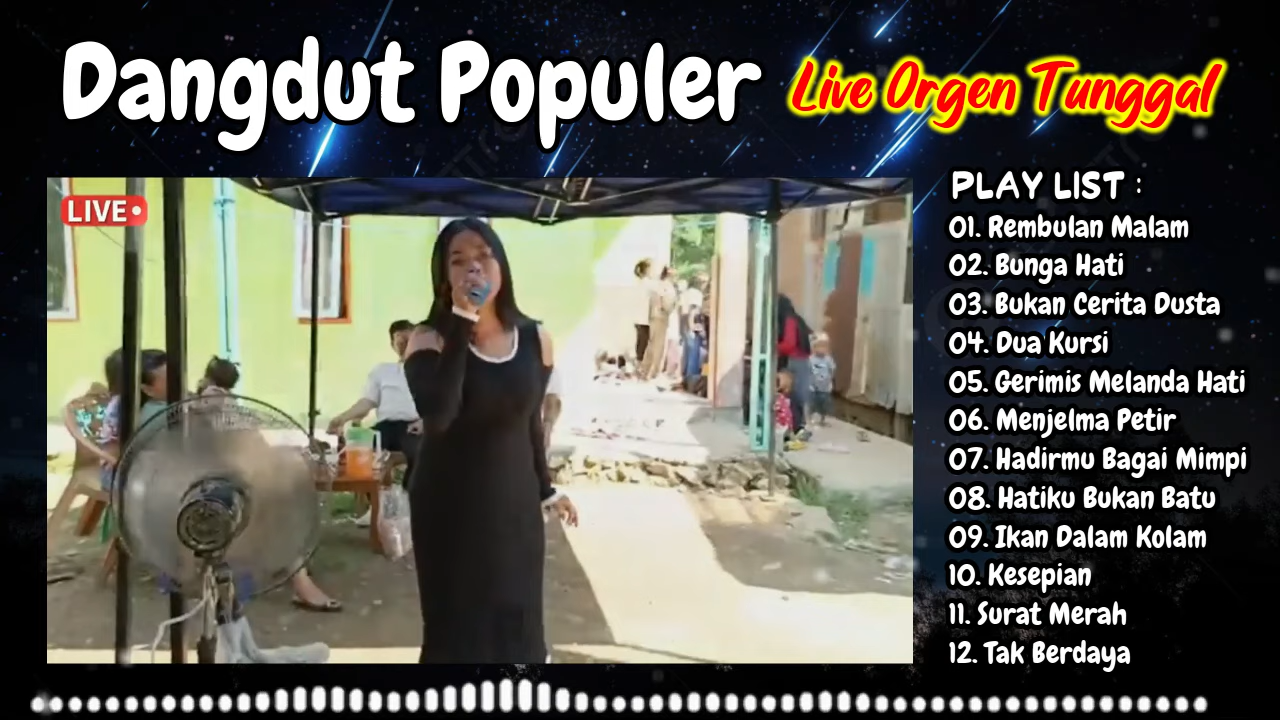 Dangdut Populer
Live Orgen Tunggal
LIVE
PLAY LIST :
01. Rembulan Malam
02. Bunga Hati
03. Bukan Cerita Dusta
04. Dua Kursi
05. Gerimis Melanda Hati
06. Menjelma Petir
07. Hadirmu Bagai Mimpi
08. Hatiku Bukan Batu
09. Ikan Dalam Kolam
10. Kesepian
11. Surat Merah
12. Tak Berdaya